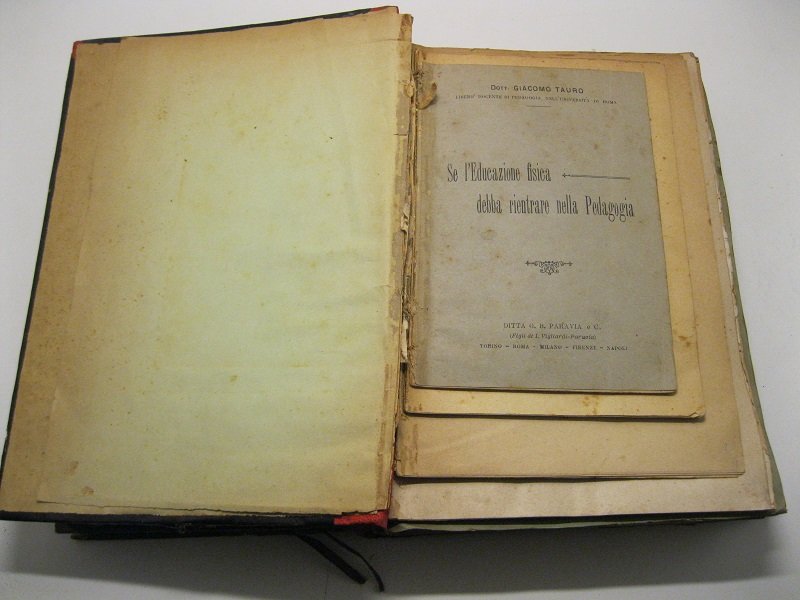 Dott. GIACOMO TAURO
LIBERO DOCENTE DI PEDAGOGIA NELL'UNIVERSITÀ DI ROMA
Se l'Educazione fisica
debba rientrare nella Pedagogia
DITTA G. B. PARAVIA e C.
(Figli di I. Vigliardi-Paravia)
TORINO - ROMA - MILANO - FIRENZE - NAPOLI